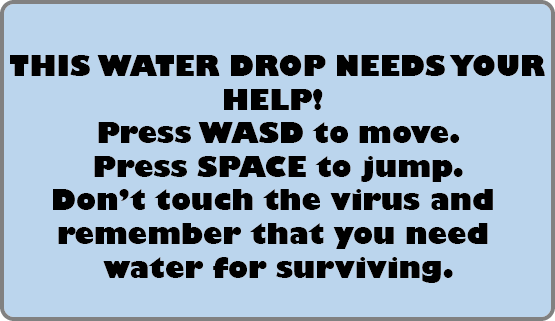 THIS WATER DROP NEEDS YOUR
HELP!
Press WASD to move.
Press SPACE to jump.
Don’t touch the virus and
remember that you need
water for surviving.